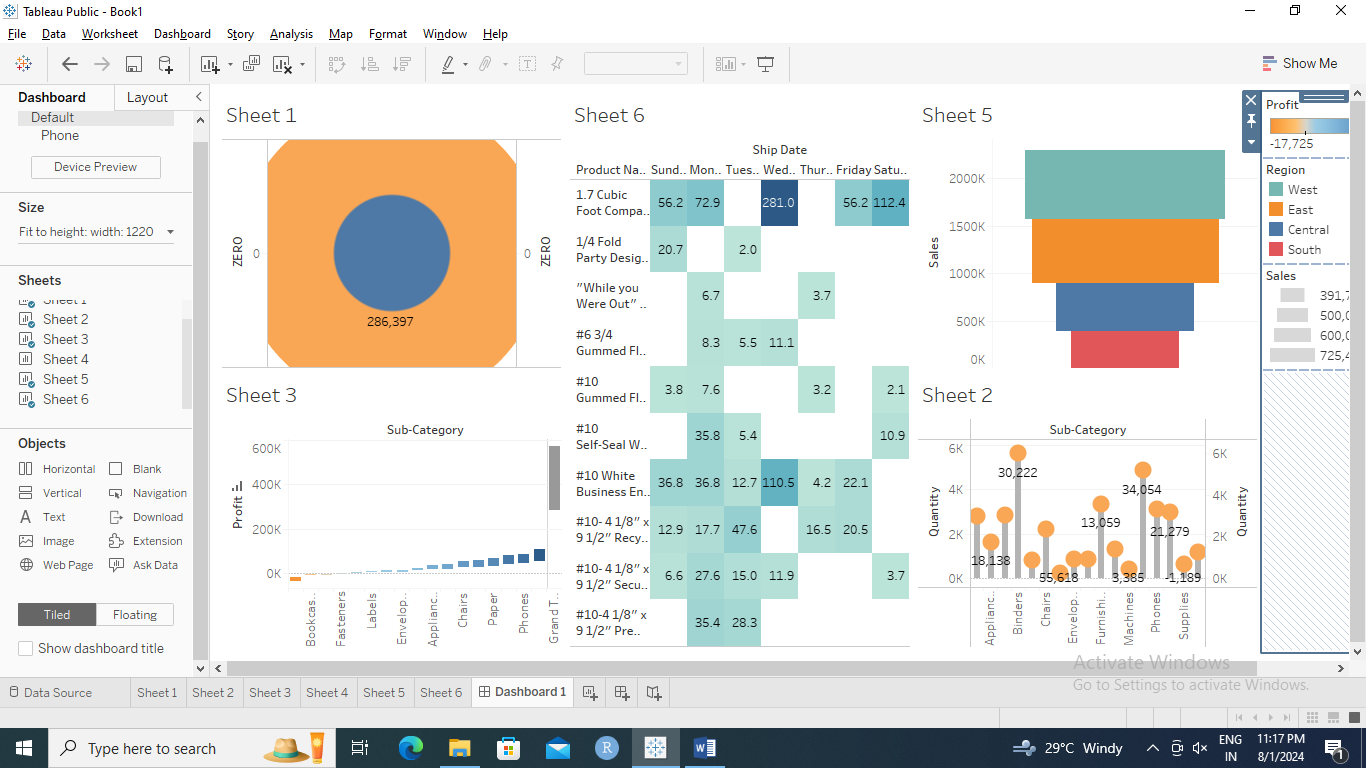 Tableau Public - Book1
File Data Worksheet Dashboard Story Analysis Map Format Window Help
Show Me
Dashboard Layout
Default
Phone
Device Preview
Size
Fit to height: width: 1220
Sheets
Sheet 1
Sheet 2
Sheet 3
Sheet 4
Sheet 5
Sheet 6
Objects
Horizontal Blank
Vertical Navigation
Text Download
Image Extension
Web Page Ask Data
Tiled Floating
Show dashboard title
Sheet 1
ZERO 0
286,397
0 ZERO
Sheet 3
Sub-Category
Profit
600K
400K
200K
0K
Bookcas.. Fasteners Labels Envelop.. Applianc.. Chairs Paper Phones Grand T..
Sheet 6
Ship Date
Product Na.. Sund.. Mon.. Tues.. Wed.. Thur.. Friday Satu..
1.7 Cubic
Foot Compa.. 56.2 72.9 281.0 56.2 112.4
1/4 Fold
Party Desig.. 20.7 2.0
"While you
Were Out" .. 6.7 3.7
#6 3/4
Gummed Fl.. 8.3 5.5 11.1
#10
Gummed Fl.. 3.8 7.6 3.2 2.1
#10
Self-Seal W.. 35.8 5.4 10.9
#10 White
Business En.. 36.8 36.8 12.7 110.5 4.2 22.1
#10- 4 1/8" x
9 1/2" Recy.. 12.9 17.7 47.6 16.5 20.5
#10- 4 1/8" x
9 1/2" Secu.. 6.6 27.6 15.0 11.9 3.7
#10-4 1/8" x
9 1/2" Pre.. 35.4 28.3
Sheet 5
Sales
2000K
1500K
1000K
500K
0K
Sheet 2
Sub-Category
Quantity
6K
4K
2K
0K
30,222
34,054
13,059
21,279
18,138
55,618
3,385
-1,189
6K
4K
2K
0K
Quantity
Applianc.. Binders Chairs Envelop.. Furnishi.. Machines Phones Supplies
Profit
-17,725
Region
West
East
Central
South
Sales
391,7
500,0
600,0
725,4
Activate Windows
Go to Settings to activate Windows.
Data Source Sheet 1 Sheet 2 Sheet 3 Sheet 4 Sheet 5 Sheet 6 Dashboard 1
Type here to search
R
W
29°C Windy
ENG
IN
11:17 PM
8/1/2024
1